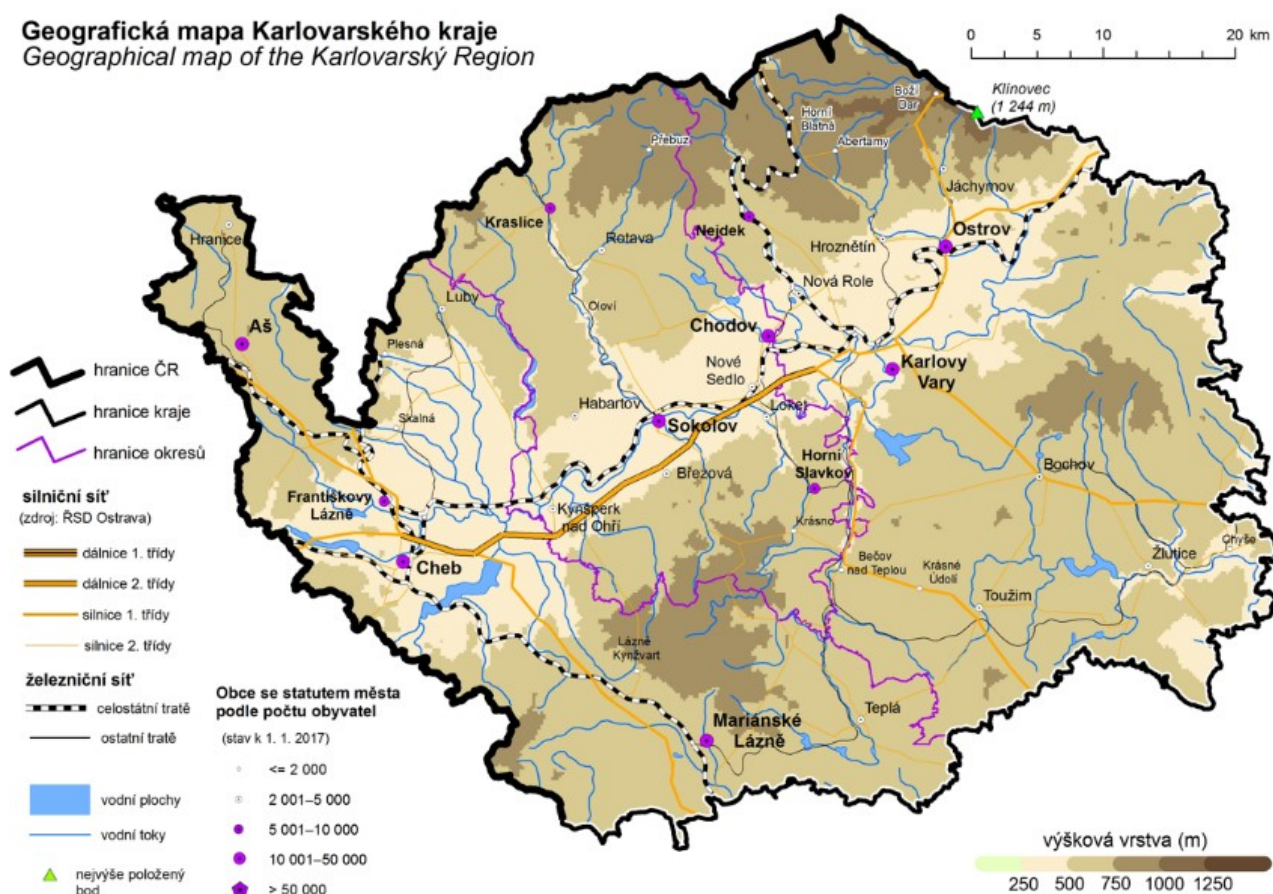 Geografická mapa Karlovarského kraje
Geographical map of the Karlovarský Region
0 5 10 20 km
Klínovec
(1 244 m)
Boží
Dar
Horní
Blatná
Abertamy
Přebuz
Jáchymov
Kraslice
Nejdek
Hranice
Rotava
Hroznětín
Ostrov
Luby
Oloví
Nová Role
Aš
Chodov
Plesná
Nové
Sedlo
Karlovy
Vary
Skalná
Habartov
Sokolov
Loket
Březová
Horní
Slavkov
Bochov
Františkovy
Lázně
Kynšperk
nad Ohří
Krásno
Chyše
Cheb
Bečov
nad Teplou
Krásné
Údolí
Žlutice
Toužim
Lázně
Kynžvart
Teplá
Mariánské
Lázně
hranice ČR
hranice kraje
hranice okresů
silniční síť
(zdroj: ŘSD Ostrava)
dálnice 1. třídy
dálnice 2. třídy
silnice 1. třídy
silnice 2. třídy
železniční síť
celostátní tratě
ostatní tratě
vodní plochy
vodní toky
nejvýše položený
bod
Obce se statutem města
podle počtu obyvatel
(stav k 1. 1. 2017)
<= 2 000
2 001–5 000
5 001–10 000
10 001–50 000
> 50 000
výšková vrstva (m)
250 500 750 1000 1250